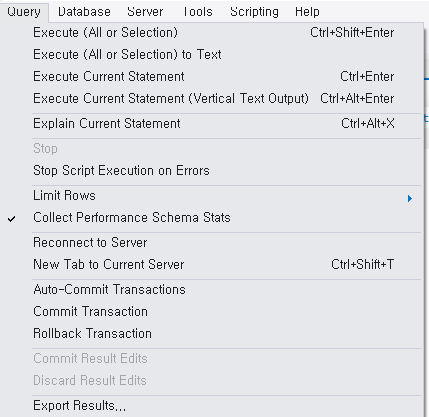 Query Database Server Tools Scripting Help
Execute (All or Selection) Ctrl+Shift+Enter
Execute (All or Selection) to Text
Execute Current Statement Ctrl+Enter
Execute Current Statement (Vertical Text Output) Ctrl+Alt+Enter
Explain Current Statement Ctrl+Alt+X
Stop
Stop Script Execution on Errors
Limit Rows
Collect Performance Schema Stats
Reconnect to Server
New Tab to Current Server Ctrl+Shift+T
Auto-Commit Transactions
Commit Transaction
Rollback Transaction
Commit Result Edits
Discard Result Edits
Export Results...